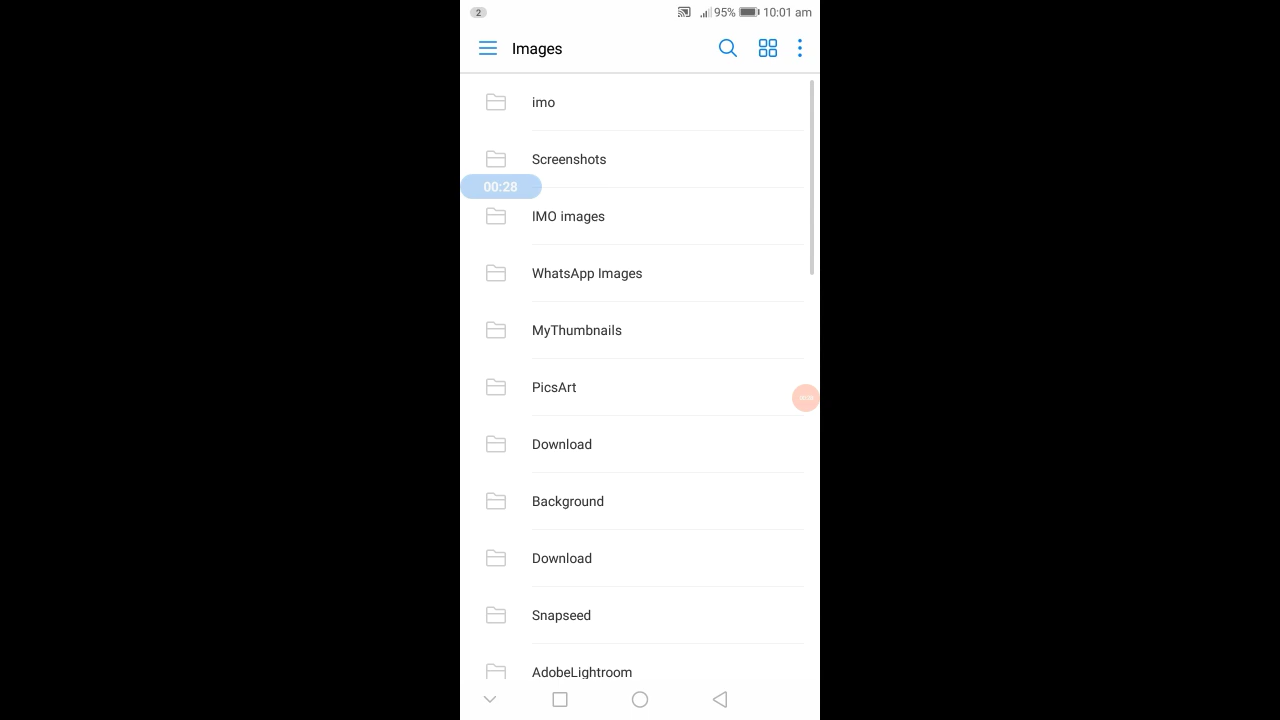 2 95% 10:01 am
Images
imo
Screenshots
00:28
IMO images
WhatsApp Images
MyThumbnails
PicsArt
Download
Background
Download
Snapseed
AdobeLightroom